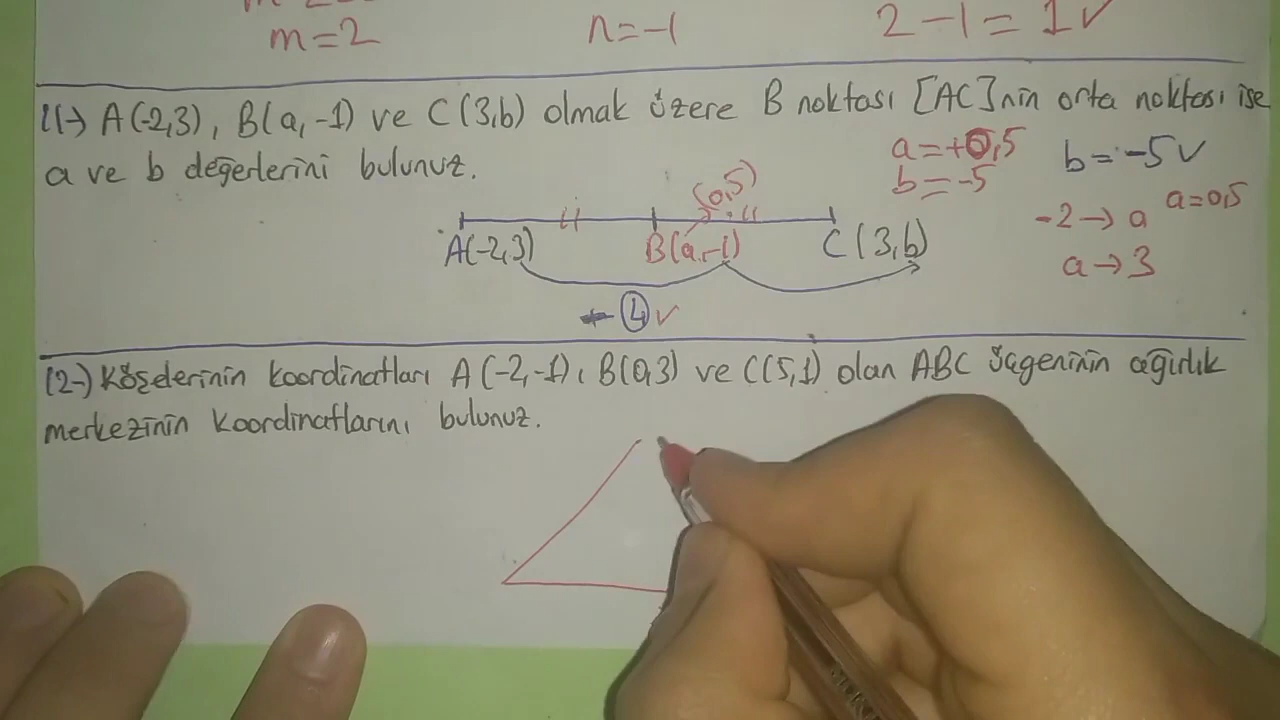 m=2
n=-1
2-1=1✓
11-) A(-2,3), B(a,-1) ve C(3,b) olmak üzere B noktası [AC]nin orta noktası ise
a ve b değerlerini bulunuz.
a=+0,5
b=-5
b=-5✓
(0,5)
-2→a
a=0,5
a→3
A(-2,3)
B(a,-1)
C(3,b)
4✓
12-) Köşelerinin koordinatları A(-2,-1), B(0,3) ve C(5,1) olan ABC üçgeninin ağırlık
merkezinin koordinatlarını bulunuz.